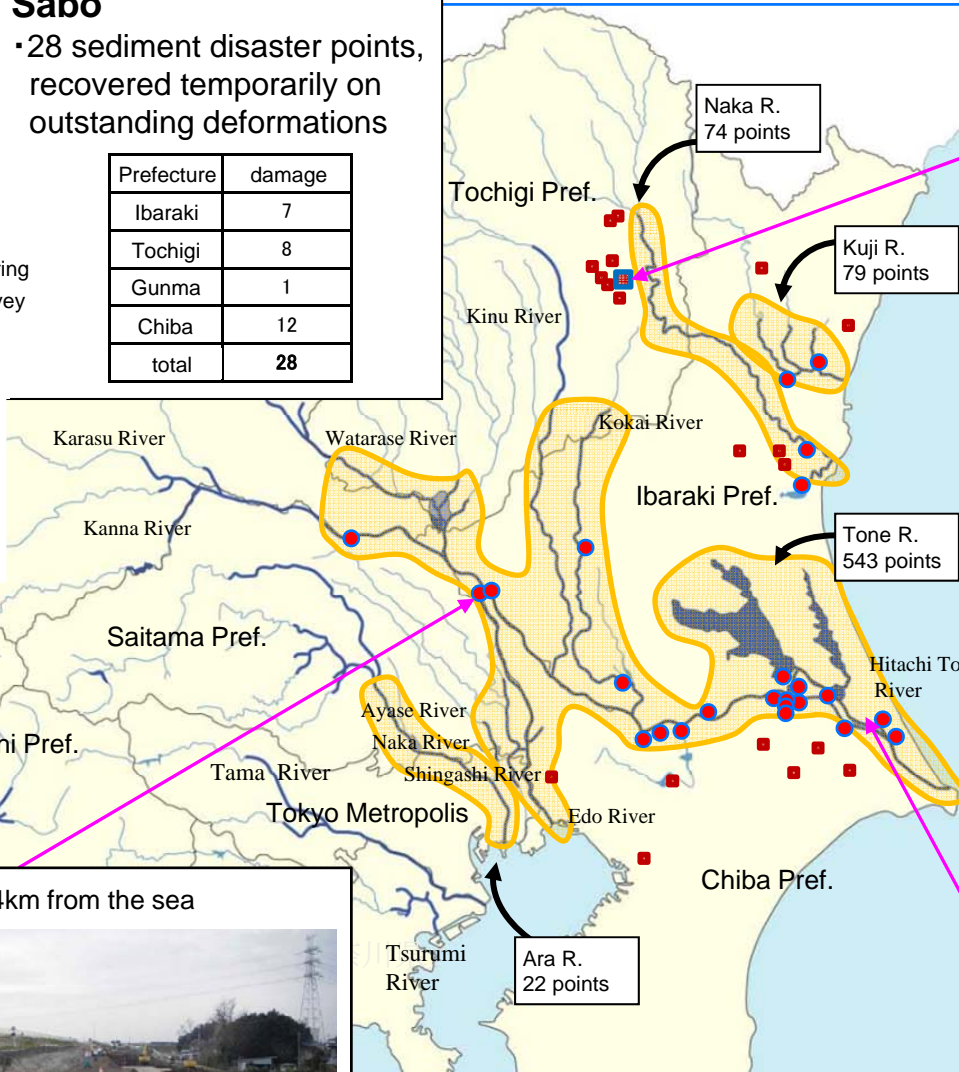 Sabo
・28 sediment disaster points,
recovered temporarily on
outstanding deformations
Prefecture damage
Ibaraki 7
Tochigi 8
Gunma 1
Chiba 12
total 28
Naka R.
74 points
Tochigi Pref.
Kuji R.
79 points
Kinu River
Karasu River
Watarase River
Kokai River
Ibaraki Pref.
Kanna River
Tone R.
543 points
Saitama Pref.
Hitachi
River
Ayase River
Naka River
Pref.
Tama River
Shingashi River
Tokyo Metropolis
Edo River
Chiba Pref.
4km from the sea
Tsurumi
River
Ara R.
22 points